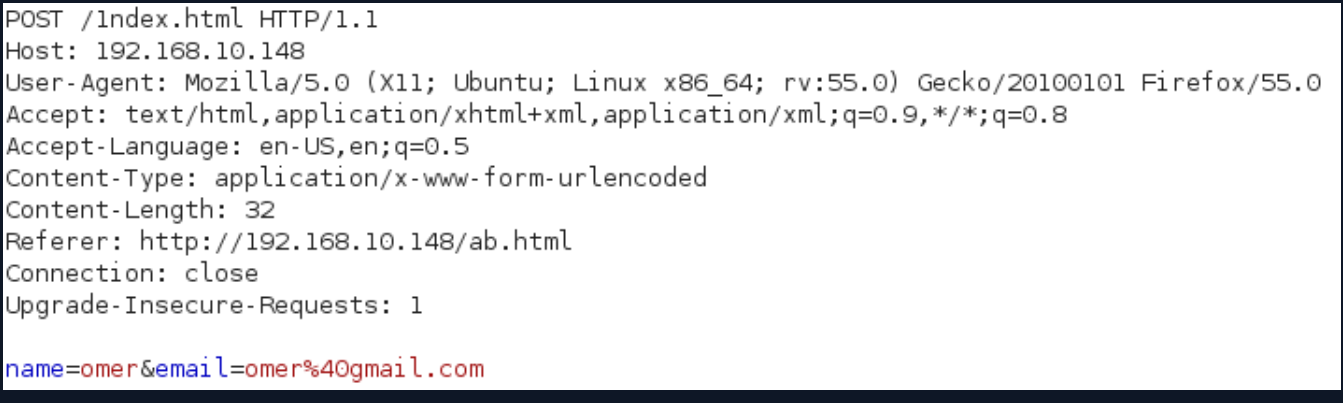 POST /1ndex.html HTTP/1.1
Host: 192.168.10.148
User-Agent: Mozilla/5.0 (X11; Ubuntu; Linux x86_64; rv:55.0) Gecko/20100101 Firefox/55.0
Accept: text/html,application/xhtml+xml,application/xml;q=0.9,*/*;q=0.8
Accept-Language: en-US,en;q=0.5
Content-Type: application/x-www-form-urlencoded
Content-Length: 32
Referer: http://192.168.10.148/ab.html
Connection: close
Upgrade-Insecure-Requests: 1
name=omer&email=omer%40gmail.com